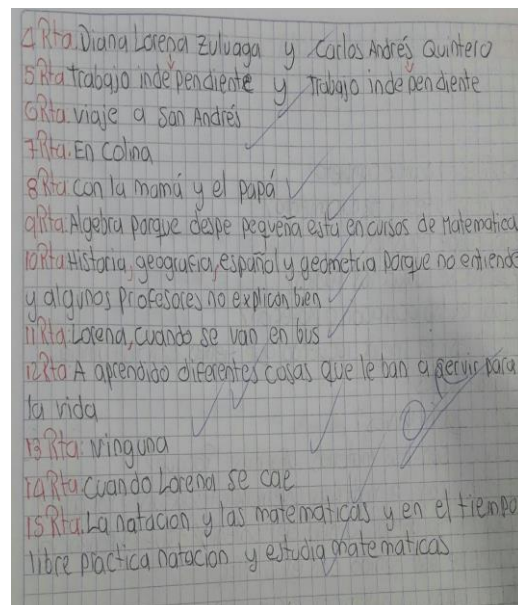 4 Rta. Diana Lorena Zuluaga y Carlos Andrés Quintero
5 Rta trabajo independiente y Trabajo independiente
6 Rta. viaje a San Andrés
7 Rta. En Colina
8 Rta. con la mamá y el papá
9 Rta. Algebra porque despe pequeña esta en cursos de Matematica
10 Rta Historia, geografia, español y geometria porque no entiende
y algunos profesores no explican bien
11 Rta. Lorena, cuando se van en bus
12 Rta A aprendido diferentes cosas que le ban a servir para
la vida
13 Rta: Ninguna
14 Rta. Cuando Lorena se cae
15 Rta. La natacion y las matematicas y en el tiempo
libre practica natacion y estudia matematicas